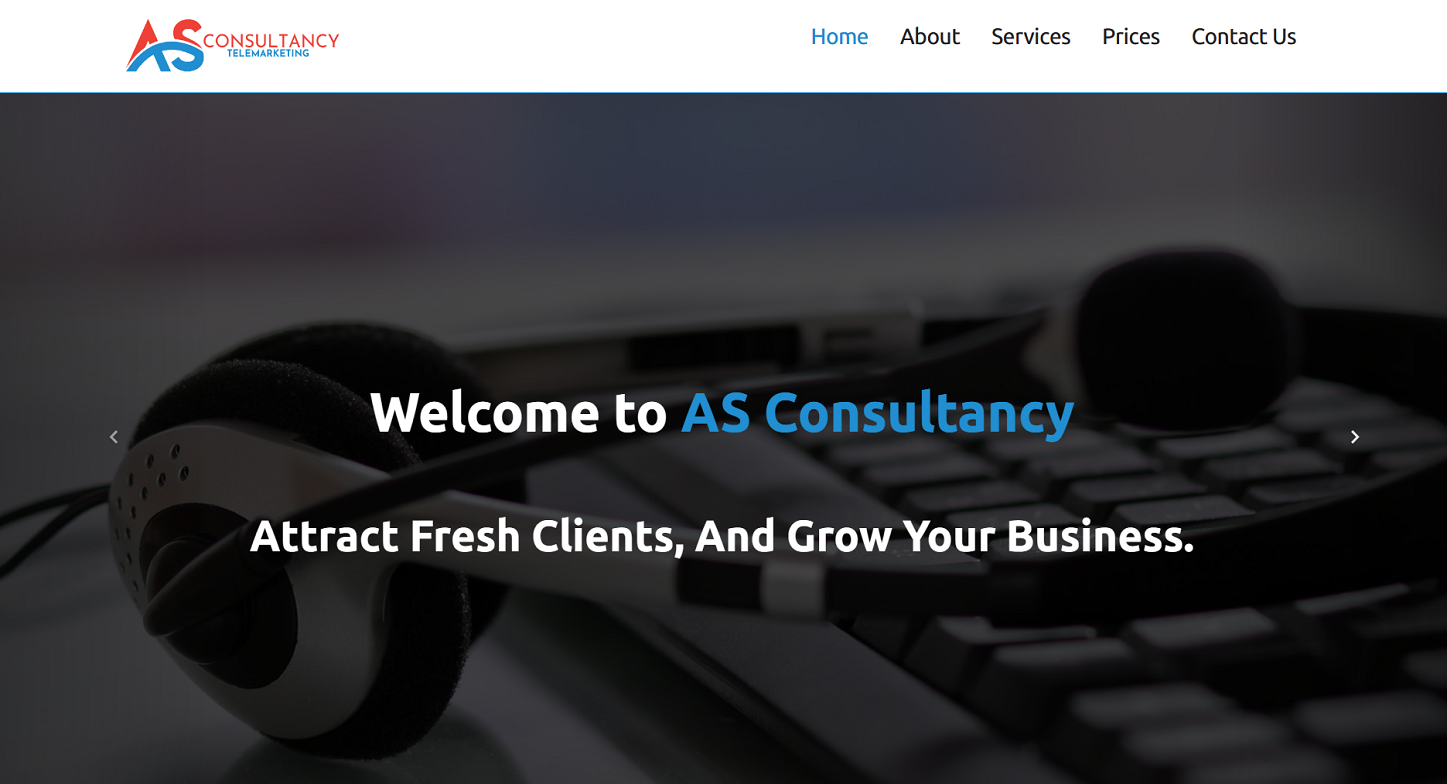 AS CONSULTANCY
TELEMARKETING
Home About Services Prices Contact Us
Welcome to AS Consultancy
Attract Fresh Clients, And Grow Your Business.